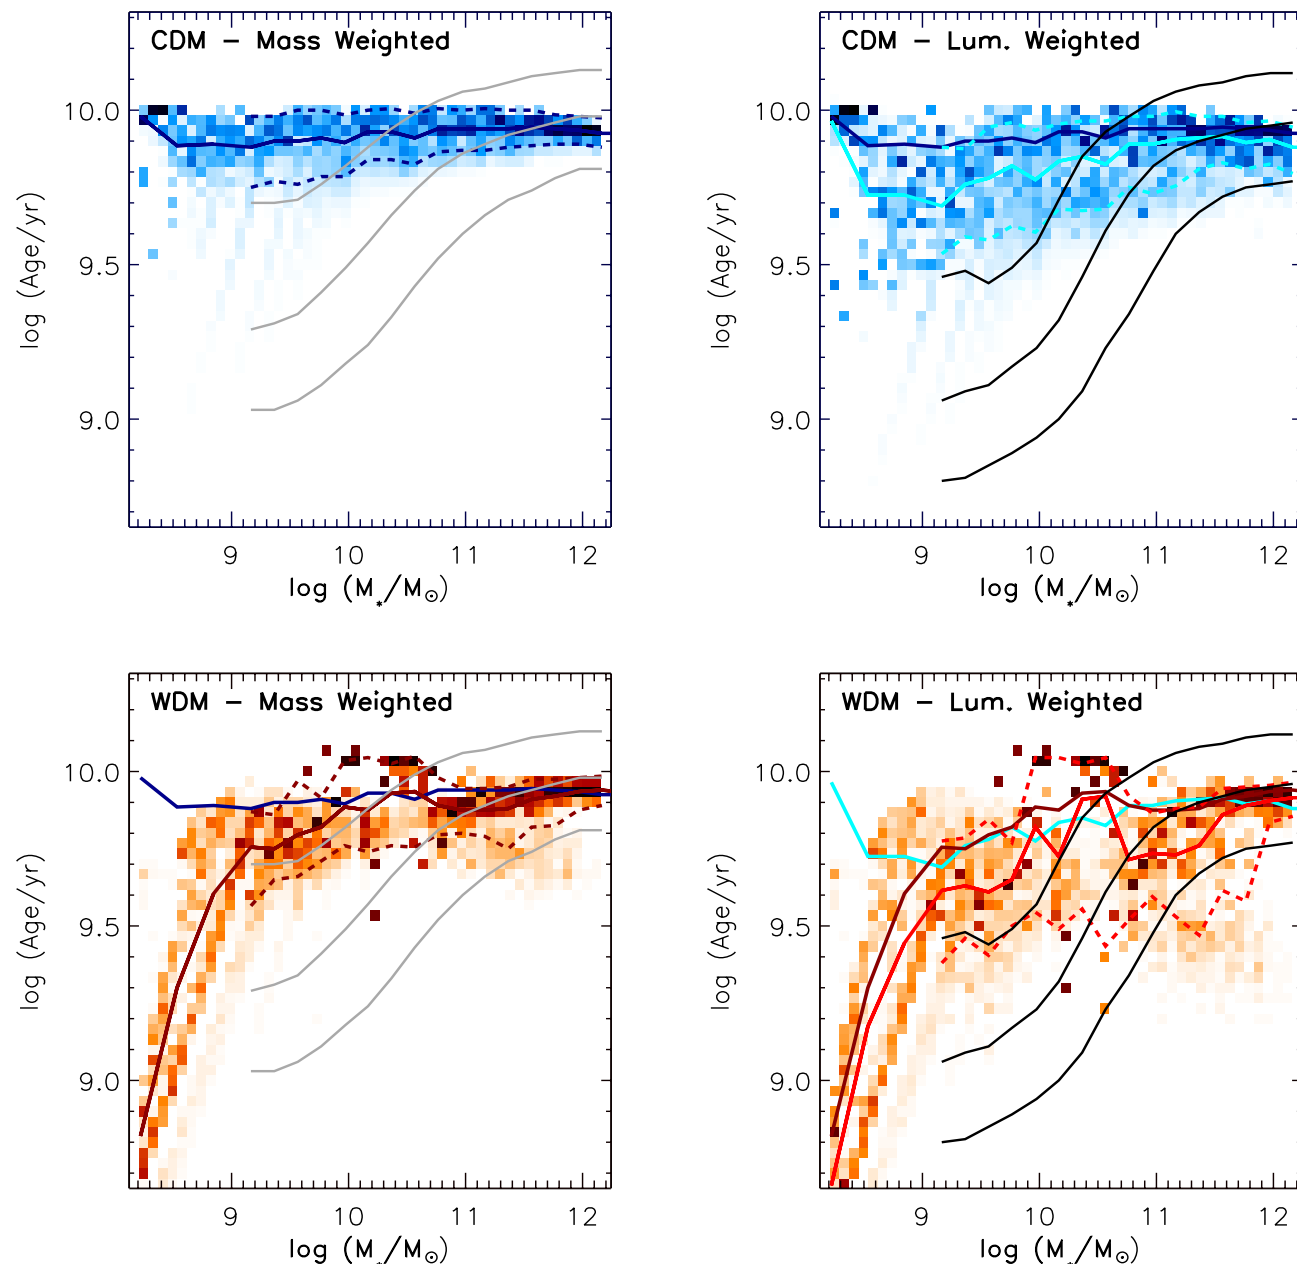 CDM – Mass Weighted
CDM – Lum. Weighted
10.0
9.5
9.0
log (Age/yr)
9 10 11 12
log (M*/M⊙)
10.0
9.5
9.0
log (Age/yr)
9 10 11 12
log (M*/M⊙)
WDM – Mass Weighted
WDM – Lum. Weighted
10.0
9.5
9.0
log (Age/yr)
9 10 11 12
log (M*/M⊙)
10.0
9.5
9.0
log (Age/yr)
9 10 11 12
log (M*/M⊙)